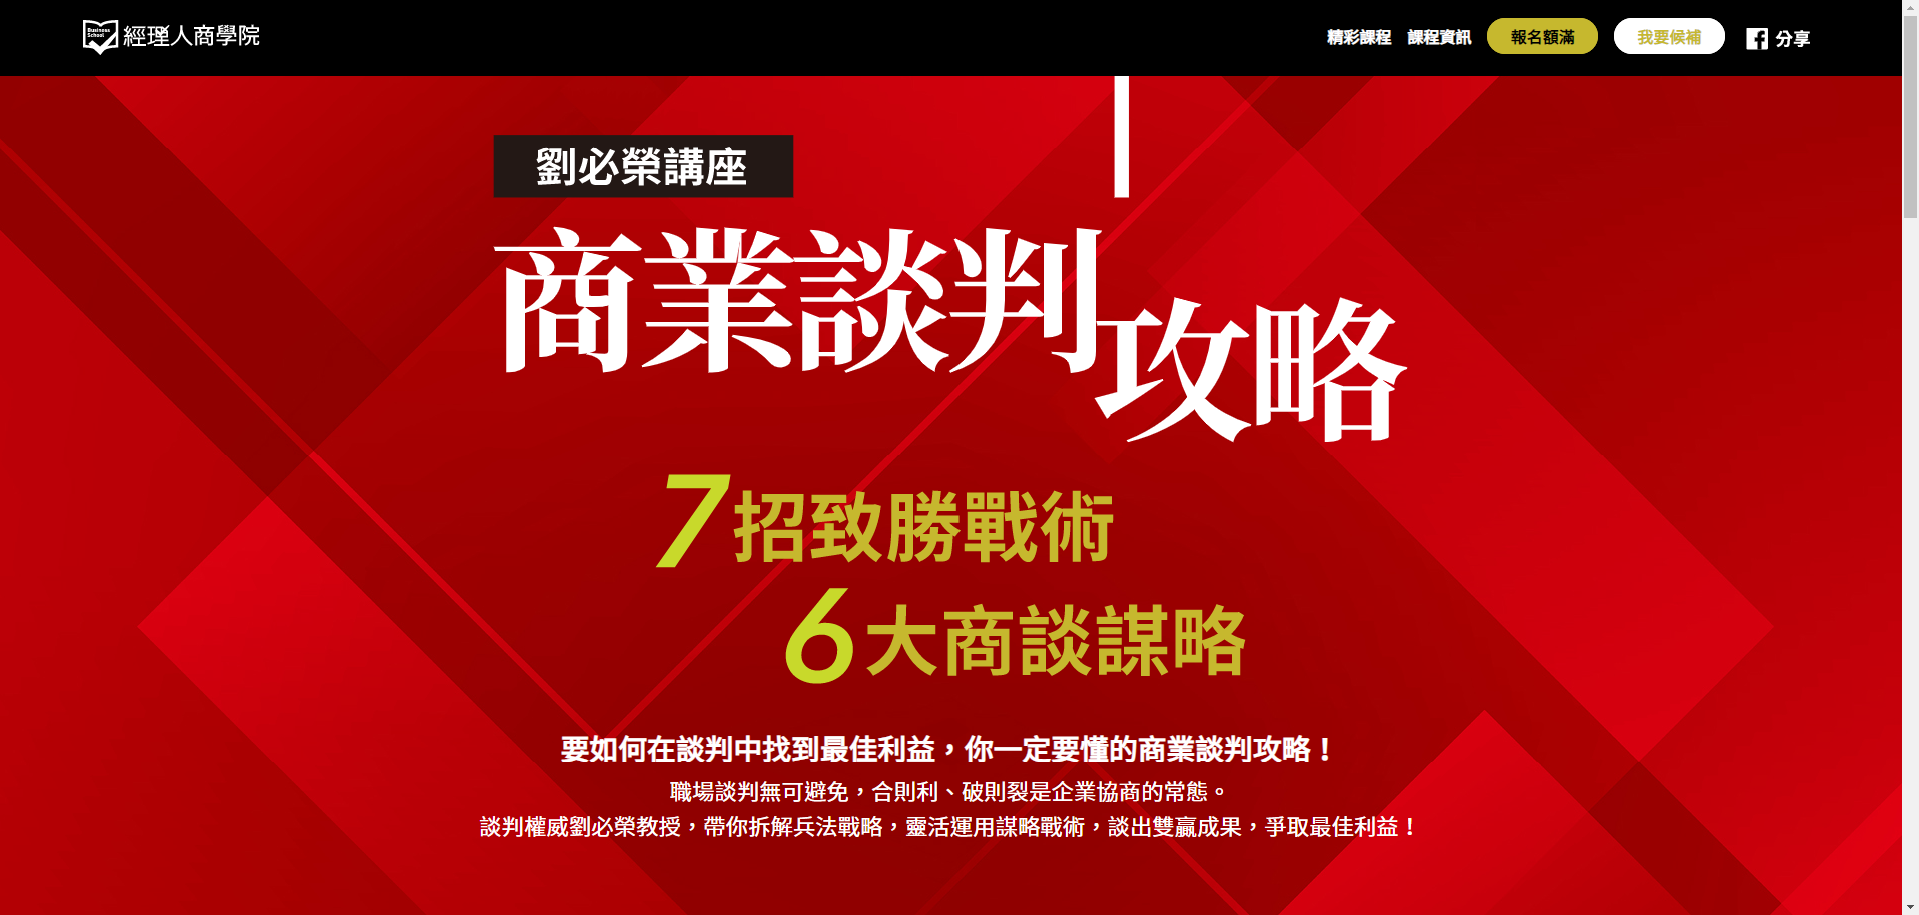 Business
School
經理人商學院
精彩課程
課程資訊
報名額滿
我要候補
分享
劉必榮講座
商業談判
攻略
7招致勝戰術
6大商談謀略
要如何在談判中找到最佳利益，你一定要懂的商業談判攻略！
職場談判無可避免，合則利、破則裂是企業協商的常態。
談判權威劉必榮教授，帶你拆解兵法戰略，靈活運用謀略戰術，談出雙贏成果，爭取最佳利益！